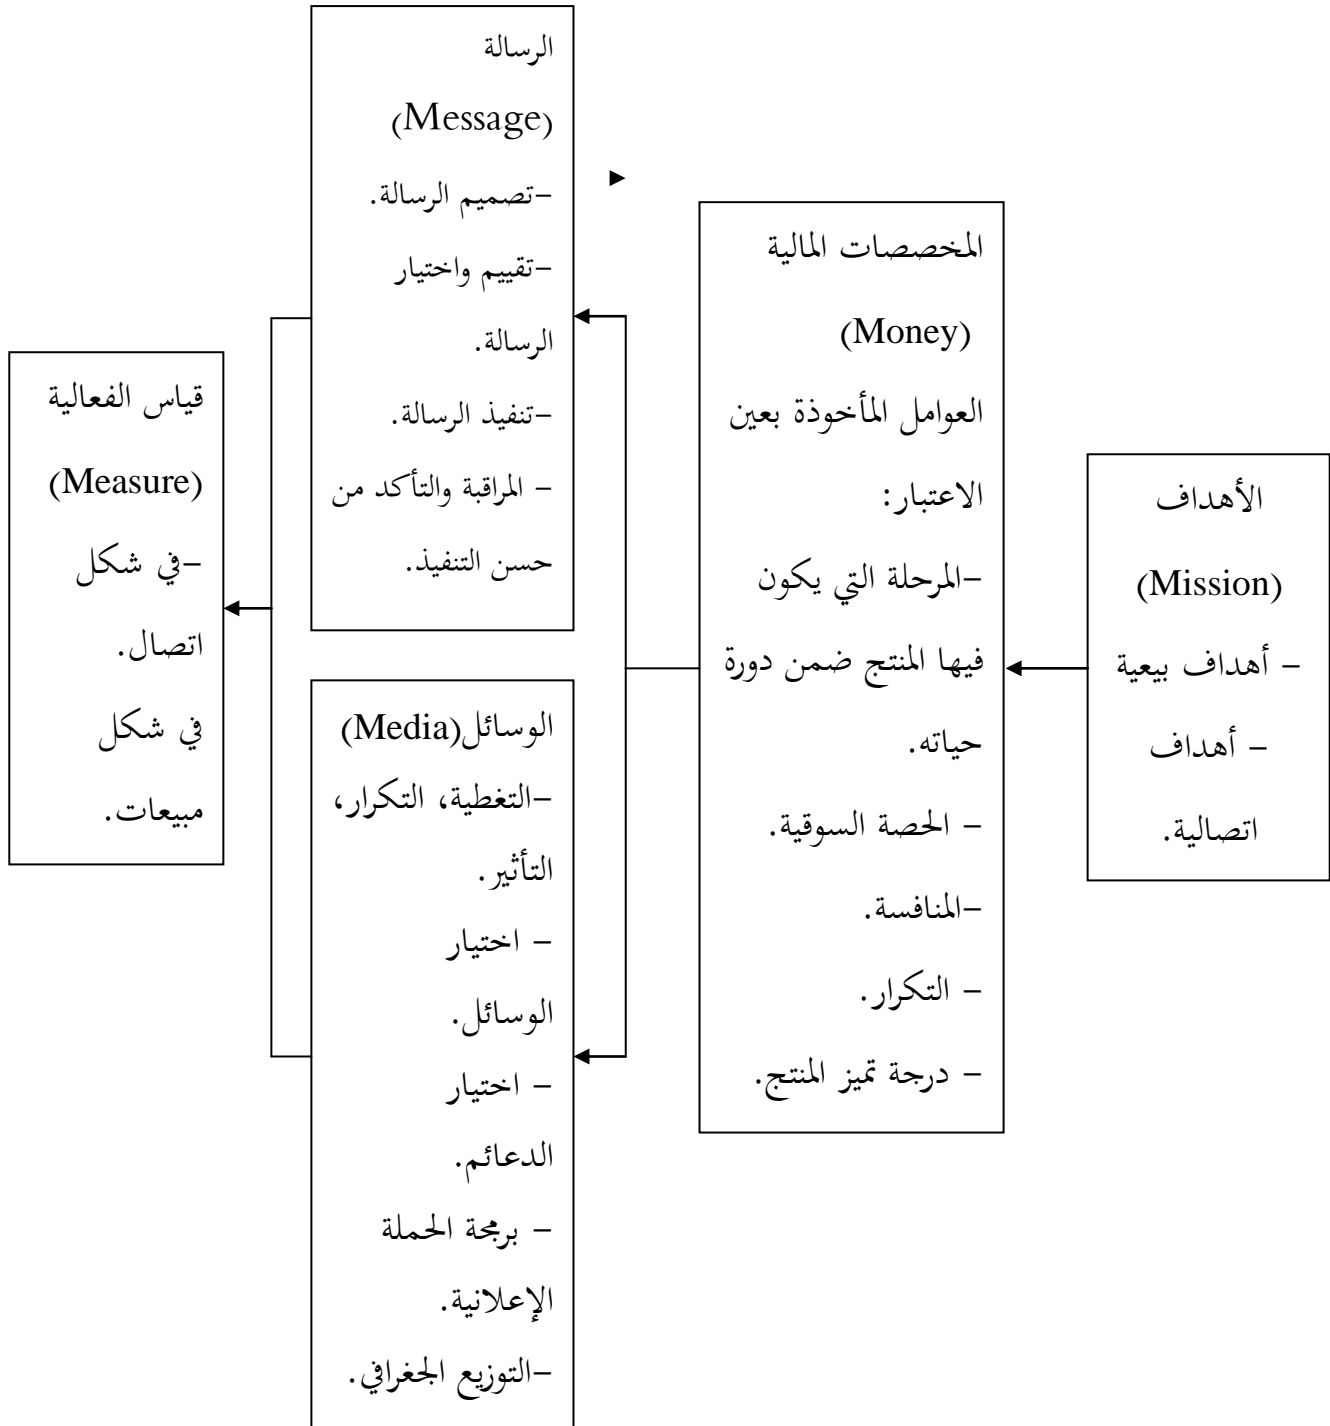 الأهداف
(Mission)
– أهداف بيعية
– أهداف
اتصالية.
المخصصات المالية
(Money)
العوامل المأخوذة بعين
الاعتبار:
–المرحلة التي يكون
فيها المنتج ضمن دورة
حياته.
– الحصة السوقية.
–المنافسة.
– التكرار.
– درجة تميز المنتج.
الرسالة
(Message)
–تصميم الرسالة.
–تقييم واختيار
الرسالة.
–تنفيذ الرسالة.
– المراقبة والتأكد من
حسن التنفيذ.
الوسائل(Media)
–التغطية، التكرار،
التأثير.
– اختيار
الوسائل.
– اختيار
الدعائم.
– برمجة الحملة
الإعلانية.
–التوزيع الجغرافي.
قياس الفعالية
(Measure)
–في شكل
اتصال.
في شكل
مبيعات.